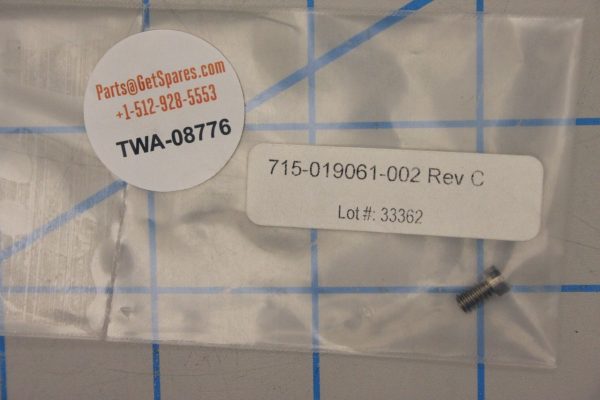 Parts@GetSpares.com
+1-512-928-5553
TWA-08776
715-019061-002 Rev C
Lot #: 33362